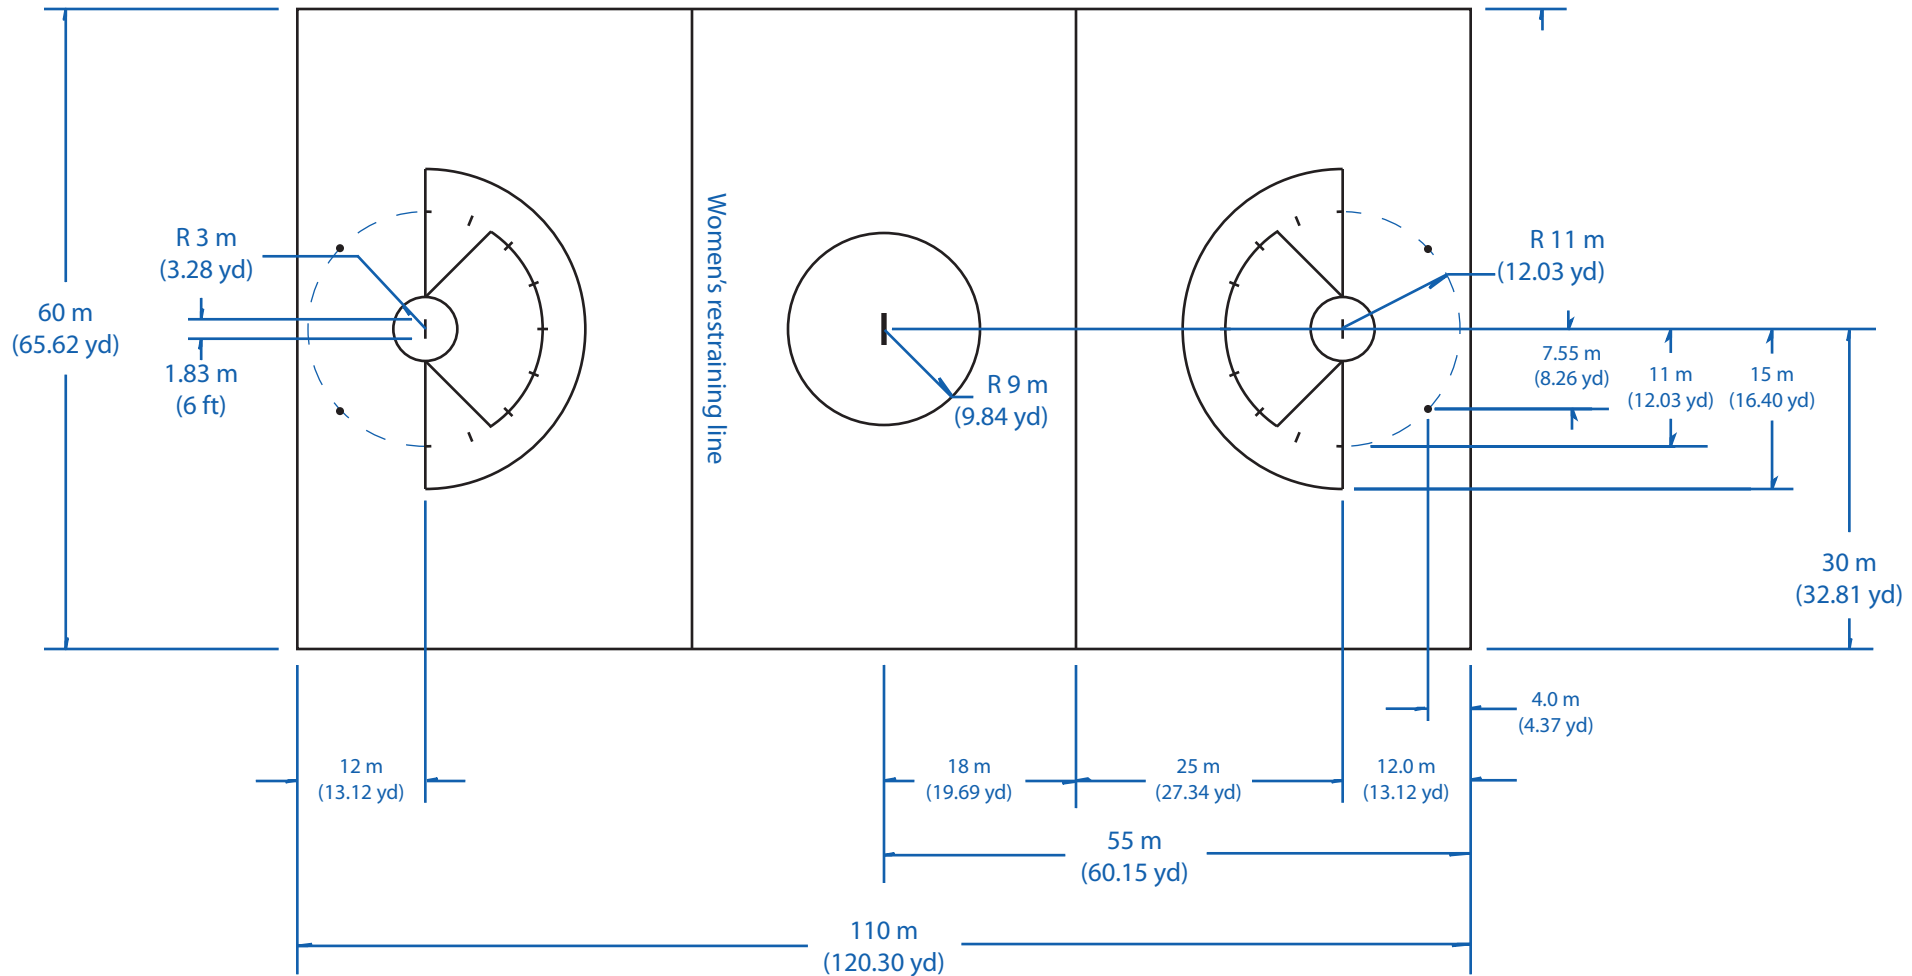 60 m
(65.62 yd)
R 3 m
(3.28 yd)
1.83 m
(6 ft)
Women's restraining line
R 9 m
(9.84 yd)
R 11 m
(12.03 yd)
7.55 m
(8.26 yd)
11 m
(12.03 yd)
15 m
(16.40 yd)
30 m
(32.81 yd)
4.0 m
(4.37 yd)
12 m
(13.12 yd)
18 m
(19.69 yd)
25 m
(27.34 yd)
12.0 m
(13.12 yd)
55 m
(60.15 yd)
110 m
(120.30 yd)